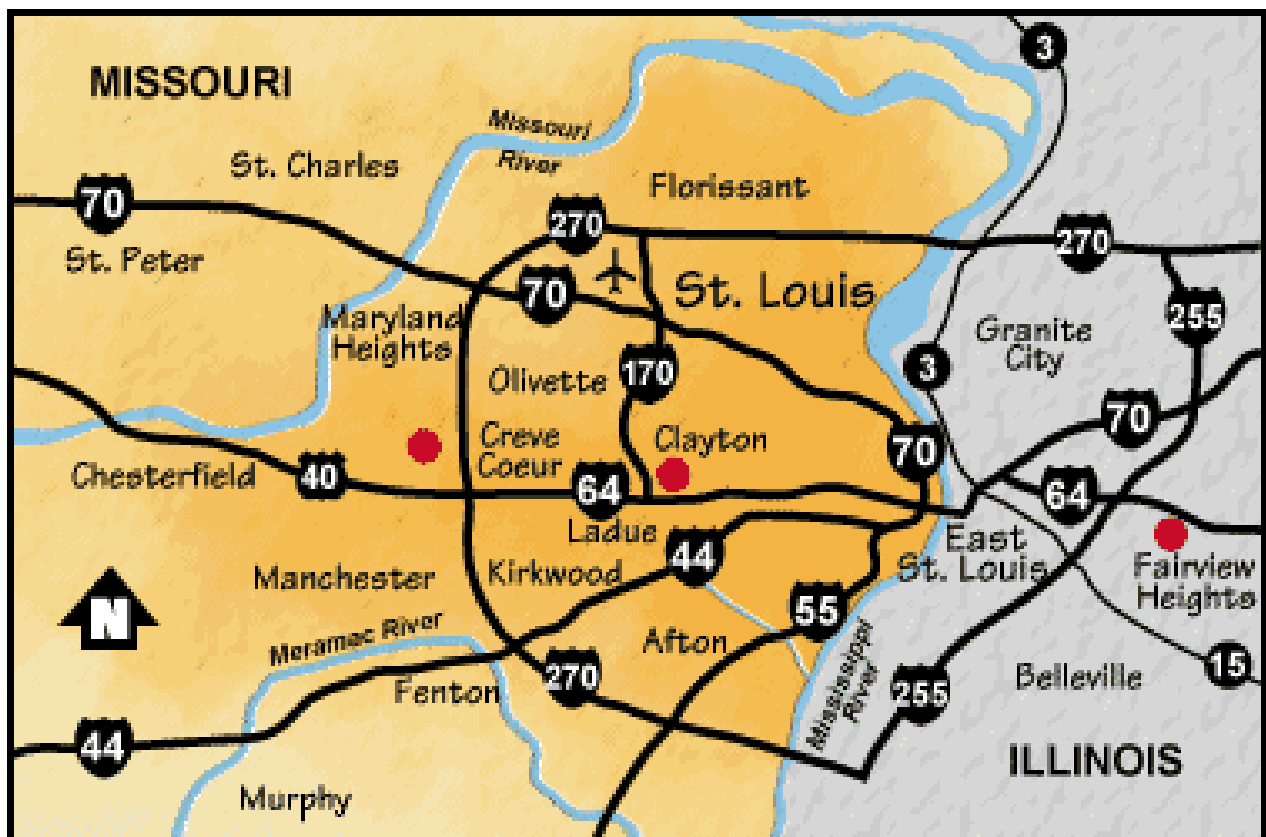 3
MISSOURI
Missouri
River
St. Charles
Florissant
70
270
270
St. Peter
70
St. Louis
255
Maryland
Heights
Granite
City
3
Olivette
170
70
Creve
Coeur
Clayton
70
Chesterfield
40
64
64
Ladue
East
St. Louis
44
Fairview
Heights
Manchester
Kirkwood
N
55
Meramac River
Afton
Mississippi
River
15
Fenton
270
255
Belleville
44
ILLINOIS
Murphy